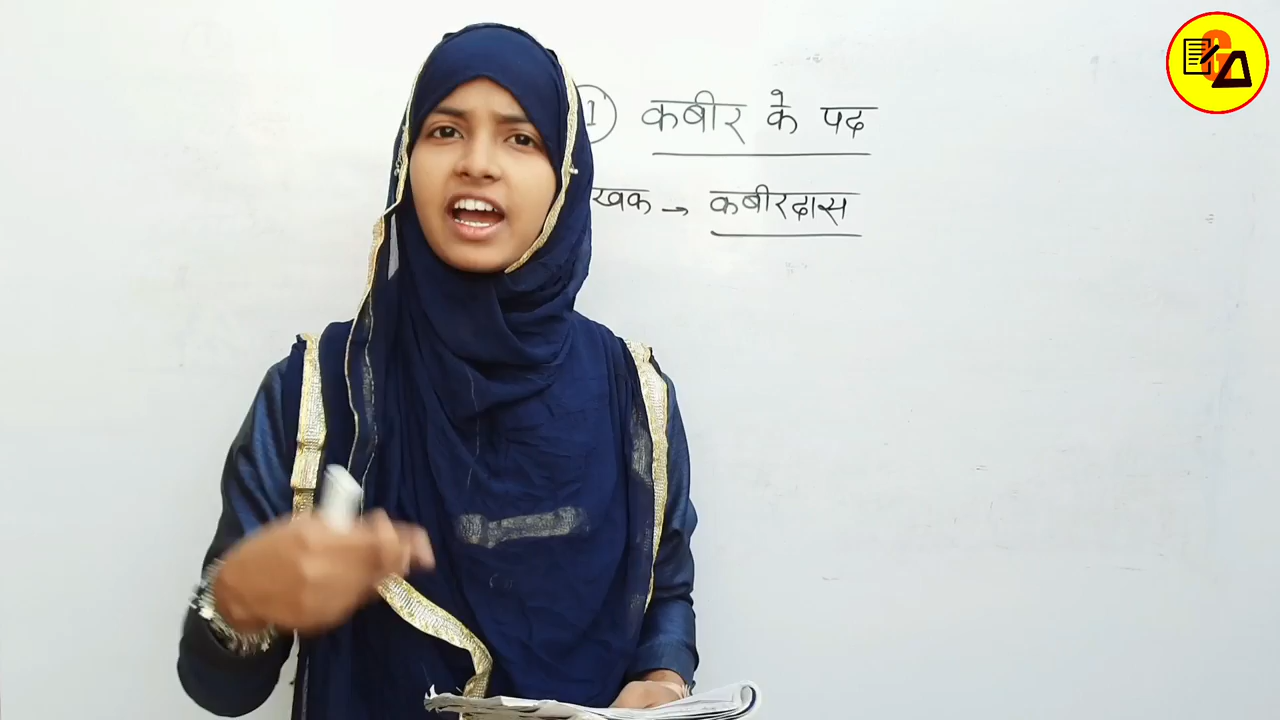 1 कबीर के पद
खक → कबीरदास